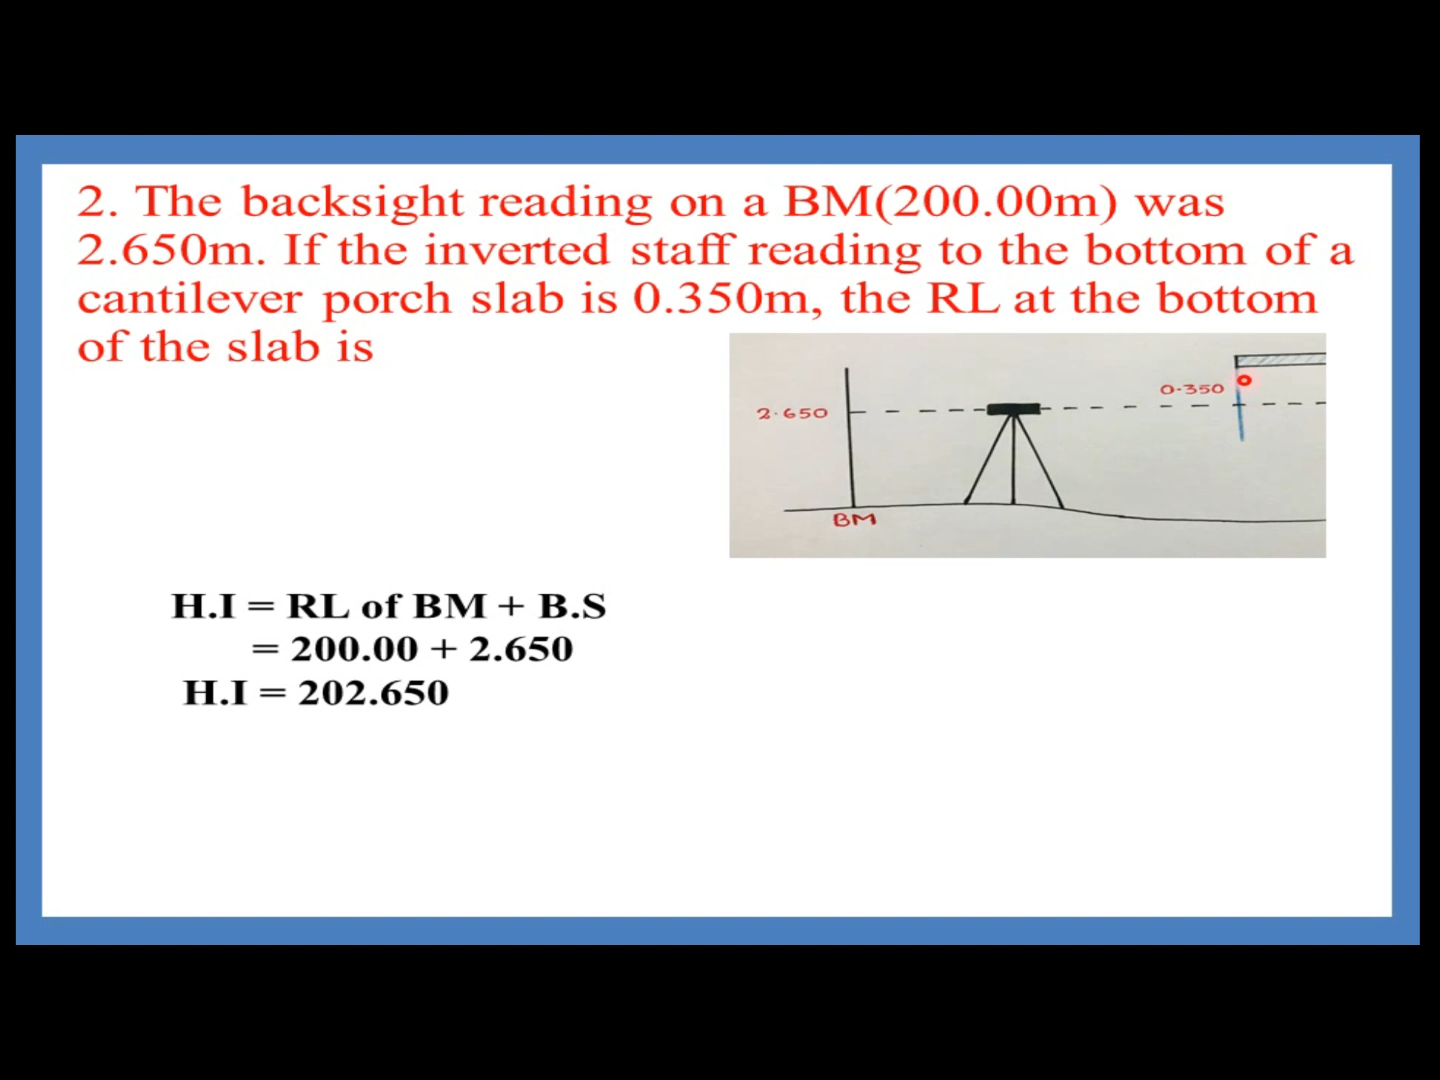 2. The backsight reading on a BM(200.00m) was
2.650m. If the inverted staff reading to the bottom of a
cantilever porch slab is 0.350m, the RL at the bottom
of the slab is
0.350
2.650
BM
H.I = RL of BM + B.S
= 200.00 + 2.650
H.I = 202.650